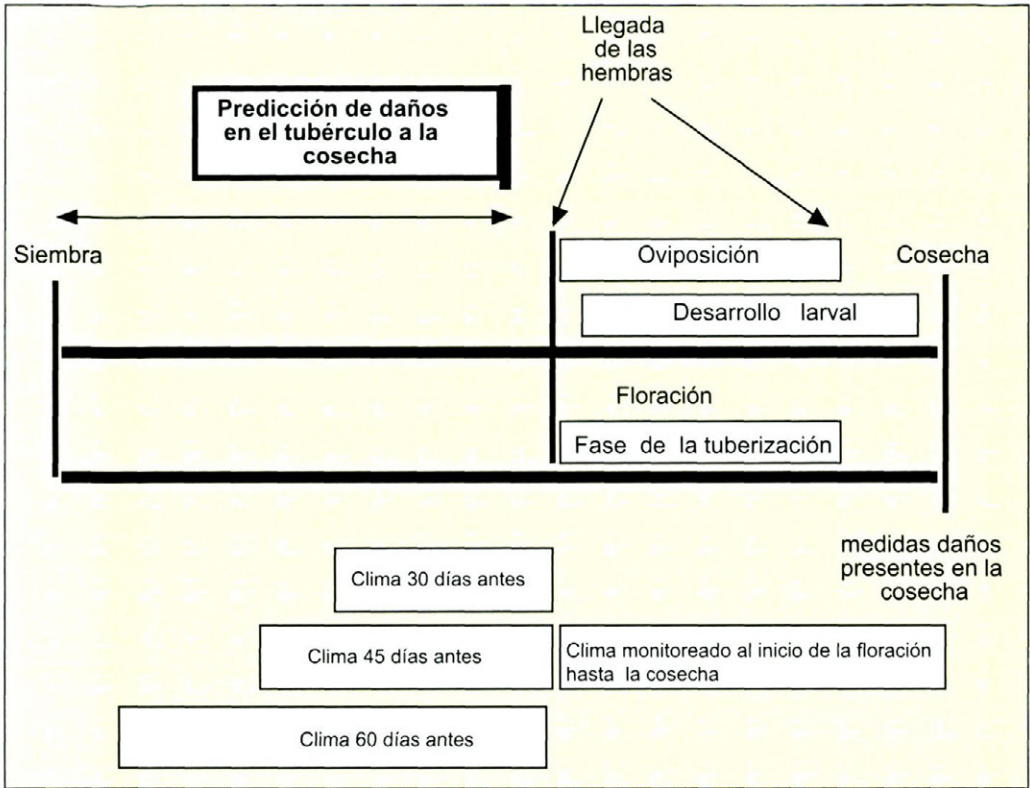 Llegada
de las
hembras
Predicción de daños
en el tubérculo a la
cosecha
Siembra
Oviposición
Cosecha
Desarrollo larval
Floración
Fase de la tuberización
medidas daños
presentes en la
cosecha
Clima 30 días antes
Clima 45 días antes
Clima monitoreado al inicio de la floración
hasta la cosecha
Clima 60 días antes